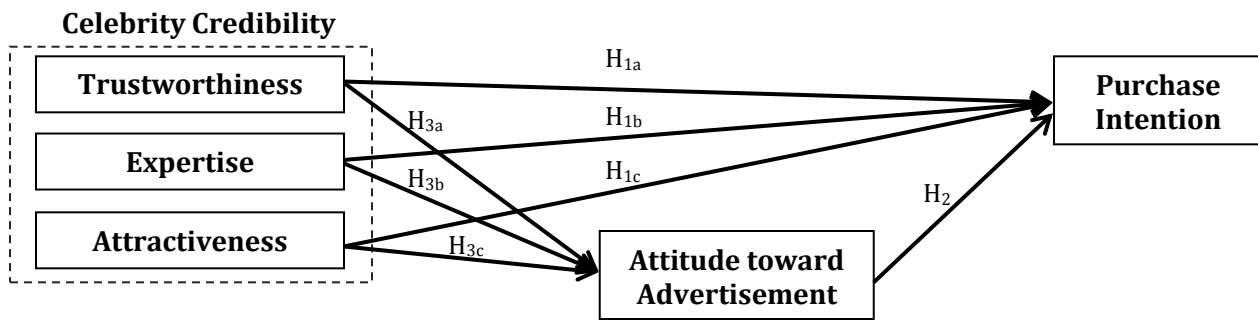 Celebrity Credibility
Trustworthiness
Expertise
Attractiveness
H1a
H3a
H1b
H3b
H1c
H3c
H2
Purchase
Intention
Attitude toward
Advertisement